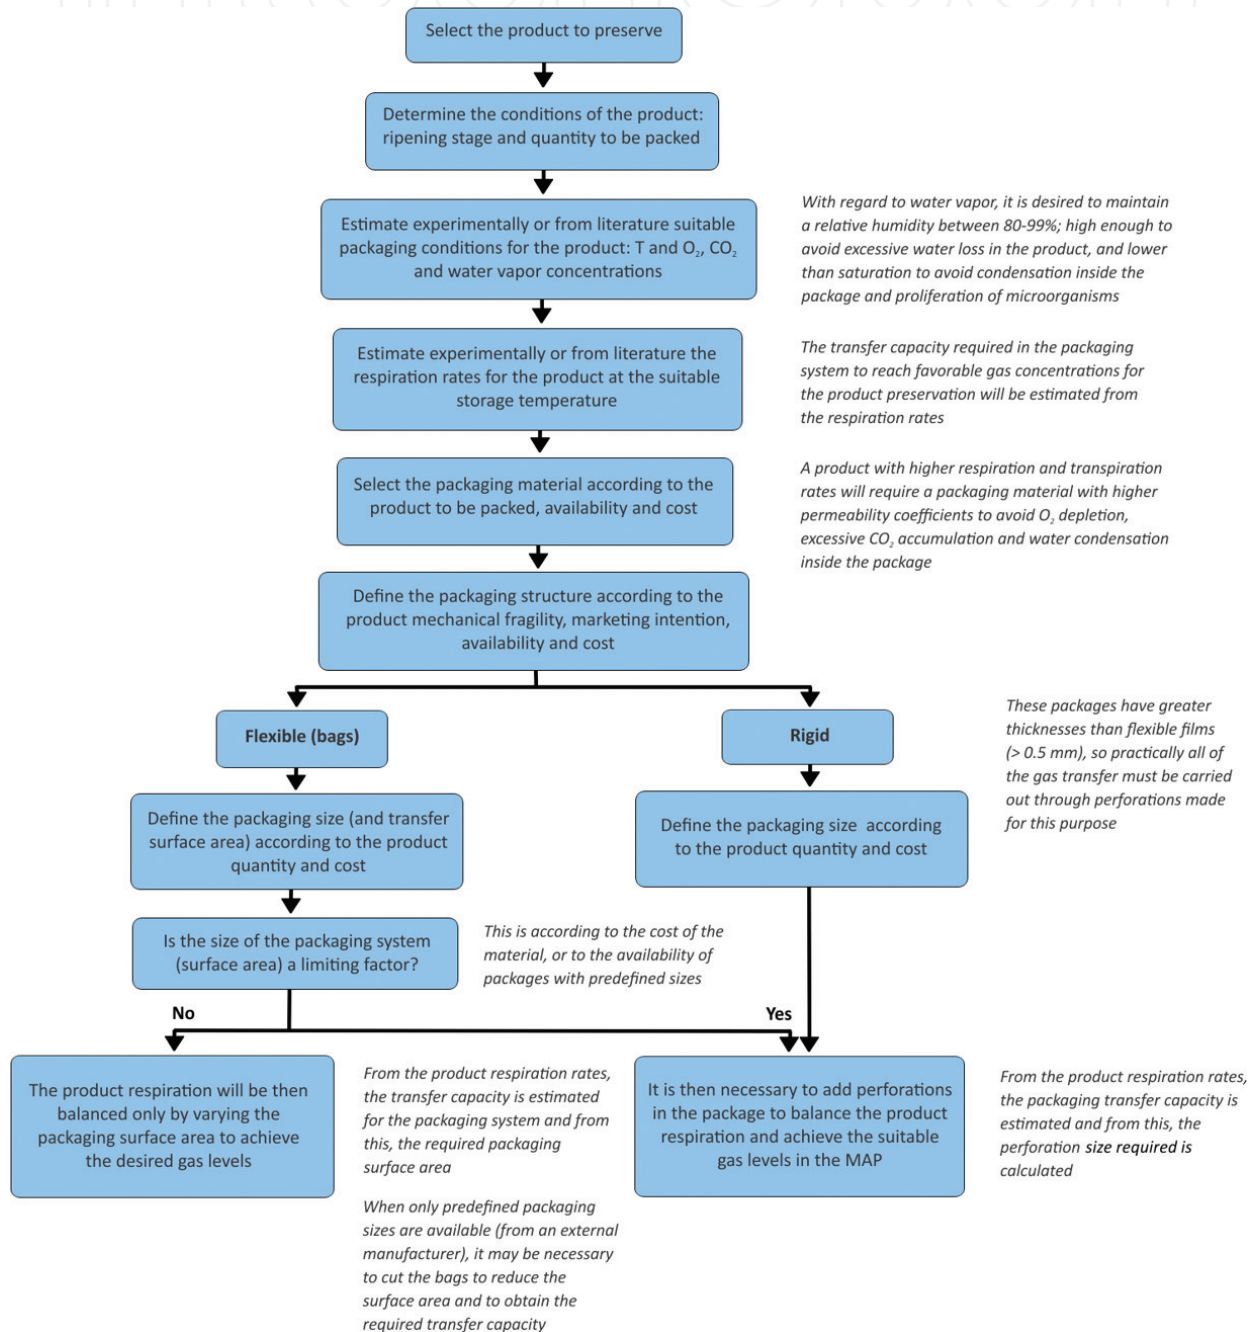 Select the product to preserve
Determine the conditions of the product:
ripening stage and quantity to be packed
Estimate experimentally or from literature suitable
packaging conditions for the product: T and O₂, CO₂
and water vapor concentrations
With regard to water vapor, it is desired to maintain
a relative humidity between 80-99%; high enough to
avoid excessive water loss in the product, and lower
than saturation to avoid condensation inside the
package and proliferation of microorganisms
Estimate experimentally or from literature the
respiration rates for the product at the suitable
storage temperature
The transfer capacity required in the packaging
system to reach favorable gas concentrations for
the product preservation will be estimated from
the respiration rates
Select the packaging material according to the
product to be packed, availability and cost
A product with higher respiration and transpiration
rates will require a packaging material with higher
permeability coefficients to avoid O₂ depletion,
excessive CO₂ accumulation and water condensation
inside the package
Define the packaging structure according to the
product mechanical fragility, marketing intention,
availability and cost
Flexible (bags)
Rigid
These packages have greater
thicknesses than flexible films
(> 0.5 mm), so practically all of
the gas transfer must be carried
out through perforations made
for this purpose
Define the packaging size (and transfer
surface area) according to the product
quantity and cost
Define the packaging size according
to the product quantity and cost
Is the size of the packaging system
(surface area) a limiting factor?
This is according to the cost of the
material, or to the availability of
packages with predefined sizes
No
Yes
The product respiration will be then
balanced only by varying the
packaging surface area to achieve
the desired gas levels
From the product respiration rates,
the transfer capacity is estimated
for the packaging system and from
this, the required packaging
surface area
When only predefined packaging
sizes are available (from an external
manufacturer), it may be necessary
to cut the bags to reduce the
surface area and to obtain the
required transfer capacity
It is then necessary to add perforations
in the package to balance the product
respiration and achieve the suitable
gas levels in the MAP
From the product respiration rates,
the packaging transfer capacity is
estimated and from this, the
perforation size required is
calculated